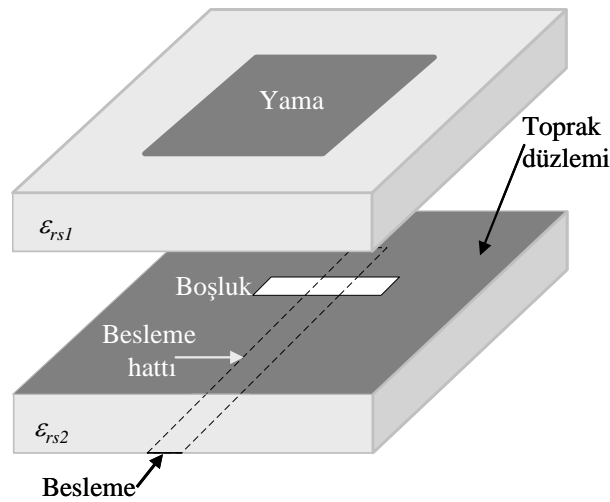 Yama
Toprak
düzlemi
εrs1
Boşluk
Besleme
hattı
εrs2
Besleme